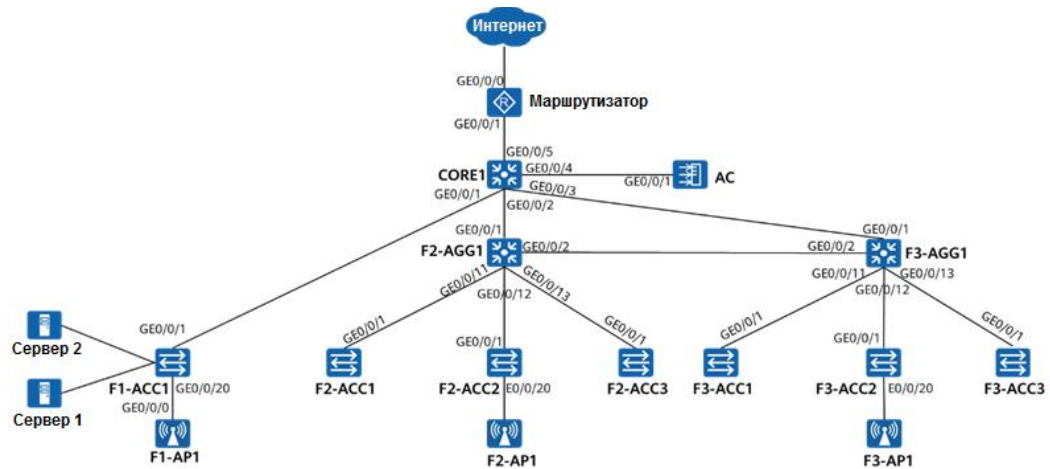 Интернет
GE0/0/0
Маршрутизатор
GE0/0/1
GE0/0/5
GE0/0/4
CORE1
GE0/0/1
AC
GE0/0/1
GE0/0/3
GE0/0/2
GE0/0/1
GE0/0/1
F2-AGG1
GE0/0/2
GE0/0/2
F3-AGG1
GE0/0/11
GE0/0/12
GE0/0/13
GE0/0/11
GE0/0/12
GE0/0/13
GE0/0/1
GE0/0/1
GE0/0/1
GE0/0/1
GE0/0/1
GE0/0/1
GE0/0/1
Сервер 2
F1-ACC1
GE0/0/20
F2-ACC1
F2-ACC2
E0/0/20
F2-ACC3
F3-ACC1
F3-ACC2
E0/0/20
F3-ACC3
GE0/0/0
Сервер 1
F1-AP1
F2-AP1
F3-AP1